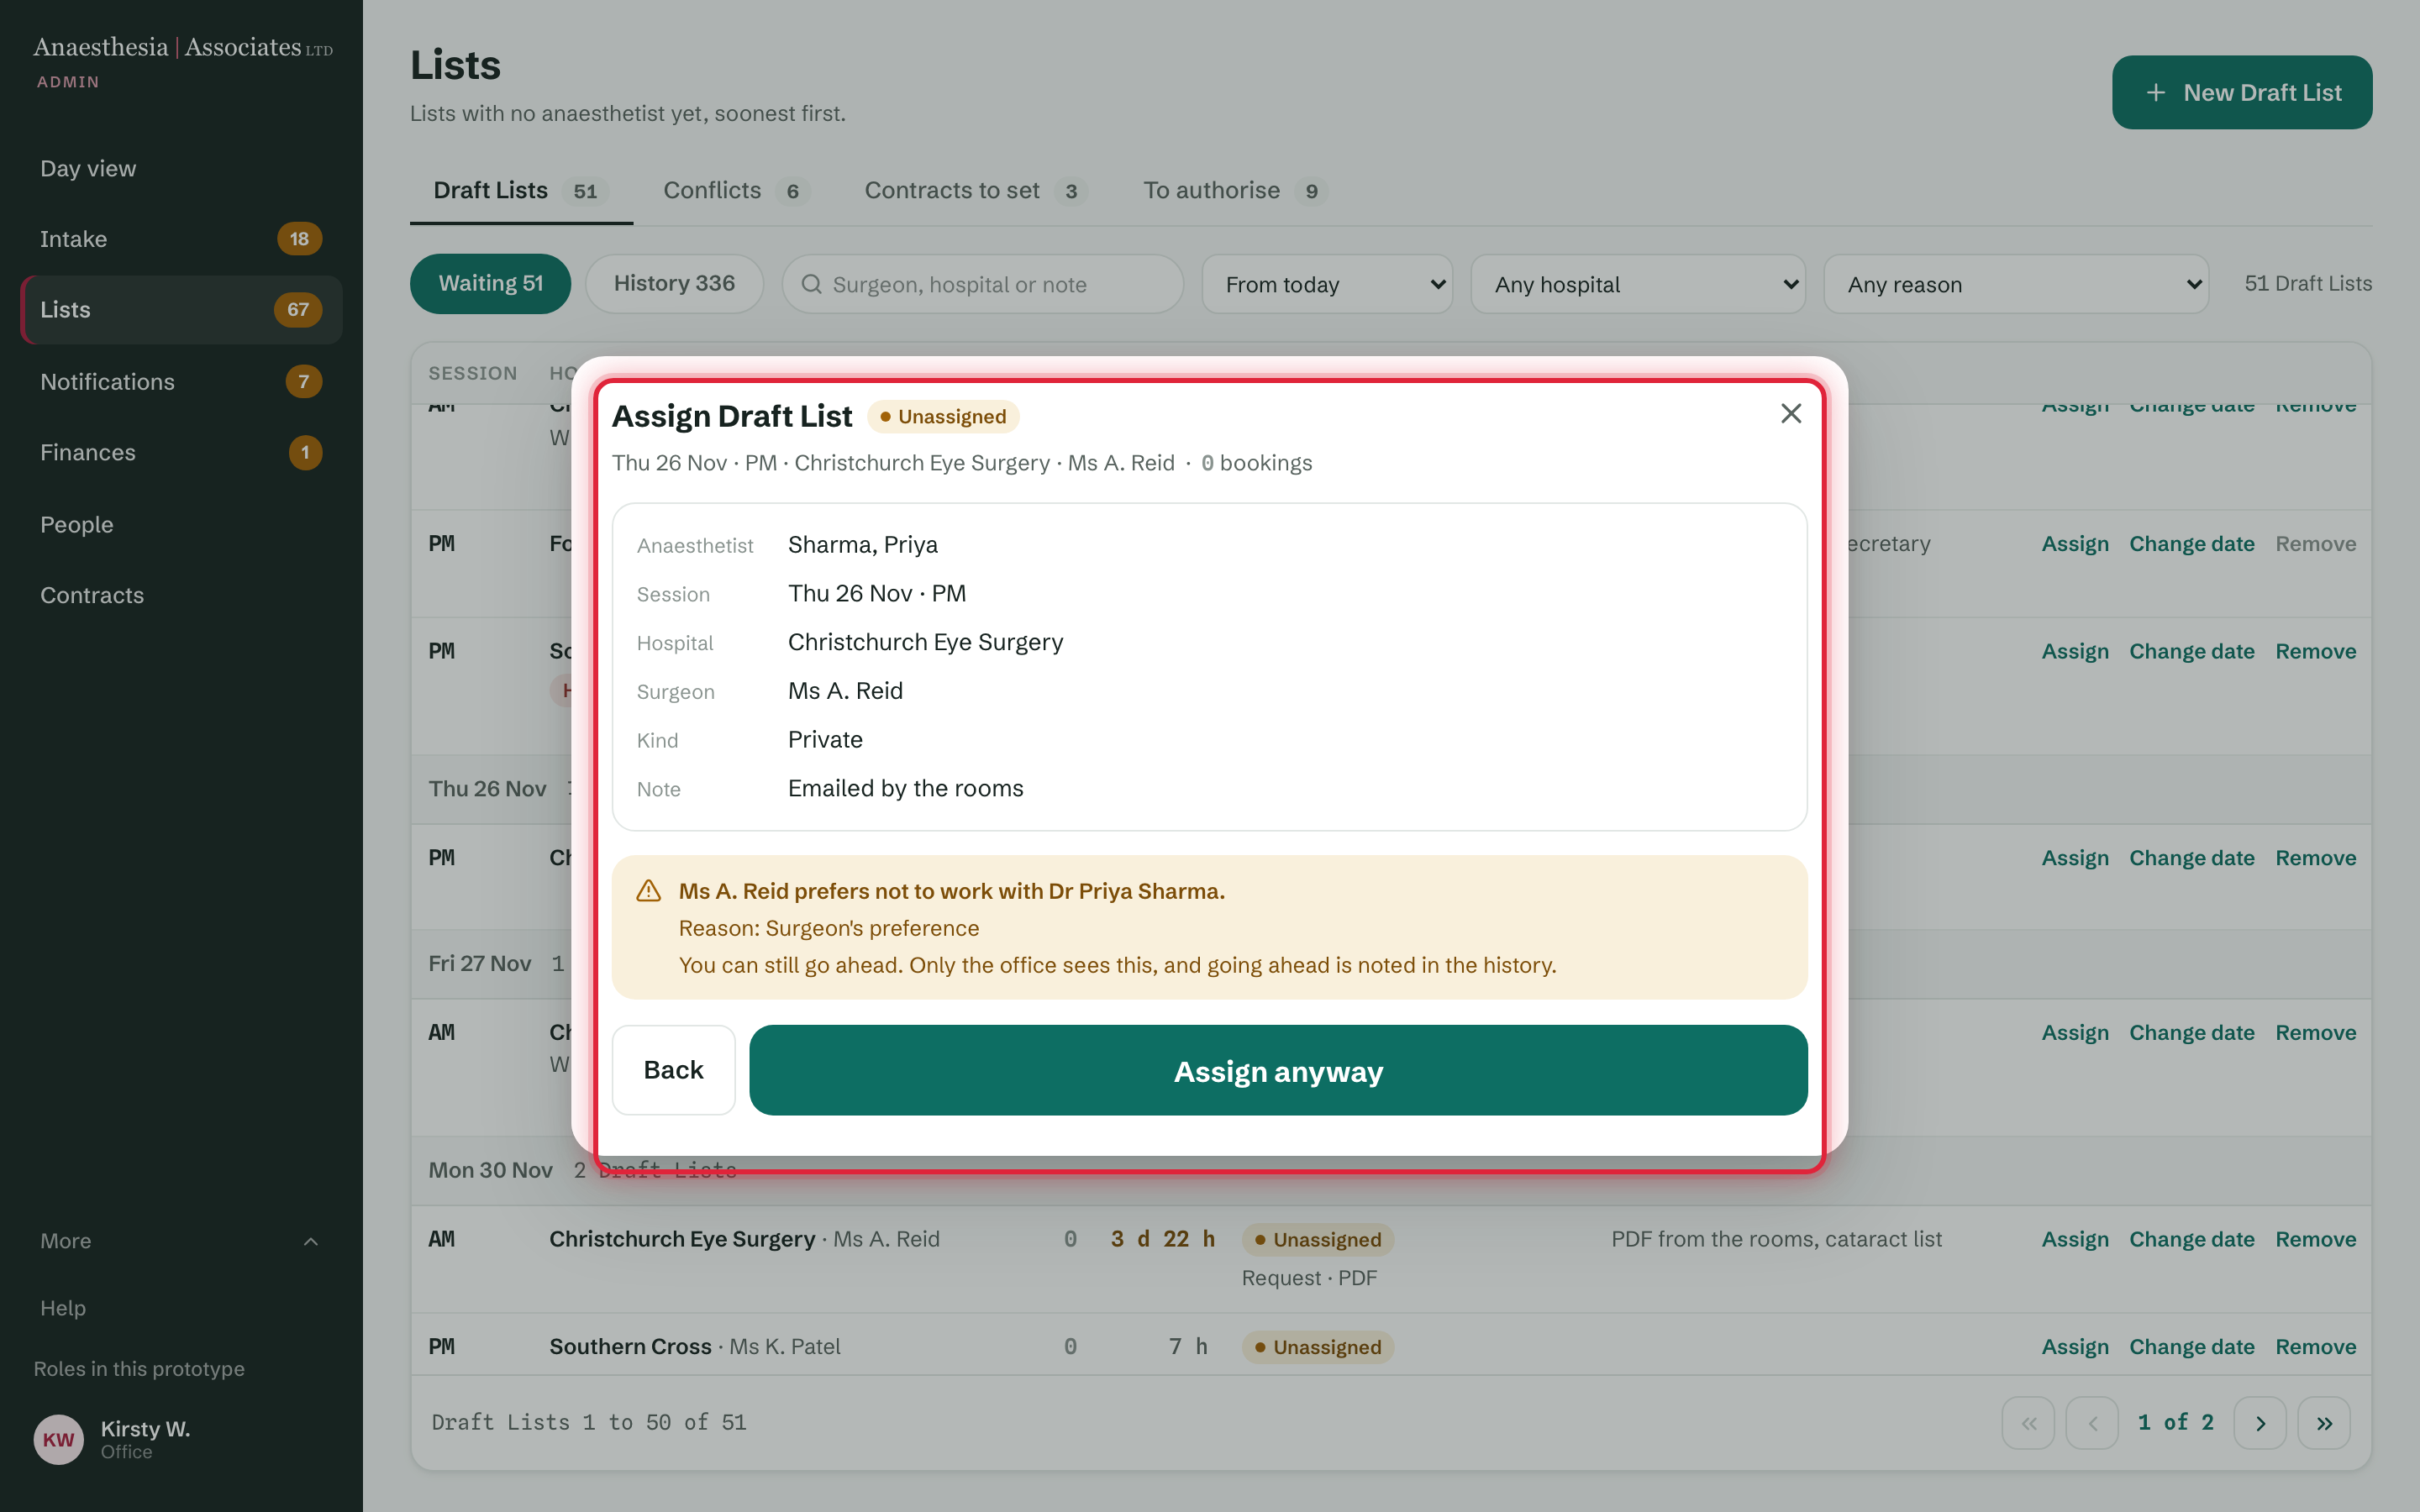 Anaesthesia | Associates LTD
ADMIN
Day view
Intake 18
Lists 67
Notifications 7
Finances 1
People
Contracts
More
Help
Roles in this prototype
KW
Kirsty W.
Office
Lists
Lists with no anaesthetist yet, soonest first.
+ New Draft List
Draft Lists 51
Conflicts 6
Contracts to set 3
To authorise 9
Waiting 51
History 336
Surgeon, hospital or note
From today
Any hospital
Any reason
51 Draft Lists
SESSION
AM
Assign Change date Remove
PM
Assign Change date Remove
PM
Assign Change date Remove
Thu 26 Nov
PM
Assign Change date Remove
Fri 27 Nov 1
AM
Assign Change date Remove
Mon 30 Nov 2 Draft Lists
AM Christchurch Eye Surgery · Ms A. Reid 0 3 d 22 h Unassigned PDF from the rooms, cataract list Assign Change date Remove
Request · PDF
PM Southern Cross · Ms K. Patel 0 7 h Unassigned Assign Change date Remove
Draft Lists 1 to 50 of 51
« ‹ 1 of 2 › »
Assign Draft List Unassigned
Thu 26 Nov · PM · Christchurch Eye Surgery · Ms A. Reid · 0 bookings
Anaesthetist Sharma, Priya
Session Thu 26 Nov · PM
Hospital Christchurch Eye Surgery
Surgeon Ms A. Reid
Kind Private
Note Emailed by the rooms
Ms A. Reid prefers not to work with Dr Priya Sharma.
Reason: Surgeon's preference
You can still go ahead. Only the office sees this, and going ahead is noted in the history.
Back
Assign anyway